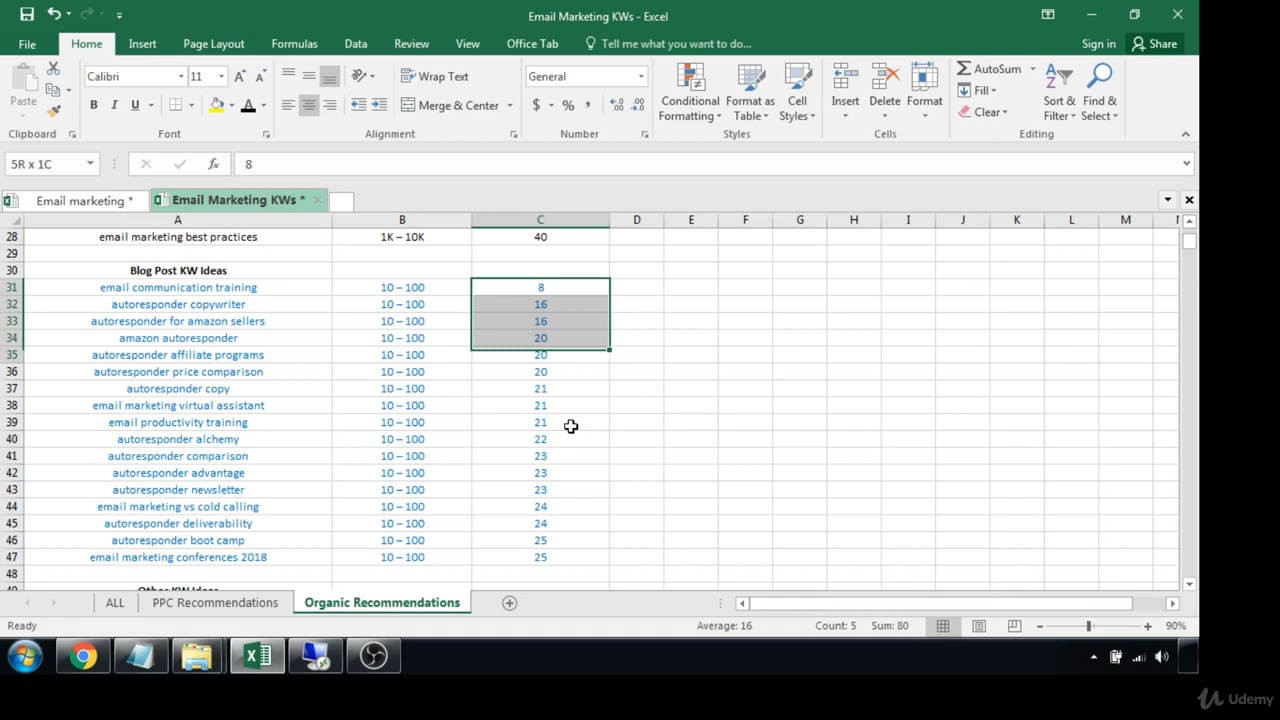 Email Marketing KWs - Excel
File Home Insert Page Layout Formulas Data Review View Office Tab Tell me what you want to do... Sign in Share
Calibri 11 Wrap Text General AutoSum
Fill
Paste B I U Merge & Center $ % , Conditional Formatting Format as Table Cell Styles Insert Delete Format Clear Sort & Filter Find & Select
Clipboard Font Alignment Number Styles Cells Editing
5R x 1C fx 8
Email marketing * Email Marketing KWs *
A B C D E F G H I J K L M
28 email marketing best practices 1K – 10K 40
29
30 Blog Post KW Ideas
31 email communication training 10 – 100 8
32 autoresponder copywriter 10 – 100 16
33 autoresponder for amazon sellers 10 – 100 16
34 amazon autoresponder 10 – 100 20
35 autoresponder affiliate programs 10 – 100 20
36 autoresponder price comparison 10 – 100 20
37 autoresponder copy 10 – 100 21
38 email marketing virtual assistant 10 – 100 21
39 email productivity training 10 – 100 21
40 autoresponder alchemy 10 – 100 22
41 autoresponder comparison 10 – 100 23
42 autoresponder advantage 10 – 100 23
43 autoresponder newsletter 10 – 100 23
44 email marketing vs cold calling 10 – 100 24
45 autoresponder deliverability 10 – 100 24
46 autoresponder boot camp 10 – 100 25
47 email marketing conferences 2018 10 – 100 25
48
49 Other KW Ideas
ALL PPC Recommendations Organic Recommendations
Ready Average: 16 Count: 5 Sum: 80 90%
Udemy